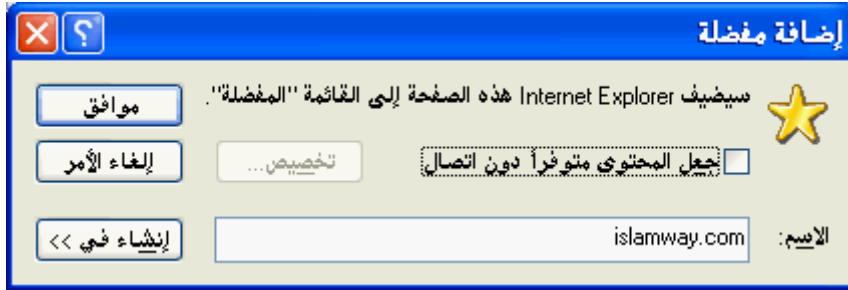 إضافة مفضلة
سيضيف Internet Explorer هذه الصفحة إلى القائمة "المفضلة".
موافق
جعل المحتوى متوفراً دون اتصال
تخصيص...
إلغاء الأمر
الاسم:
islamway.com
إنشاء في >>